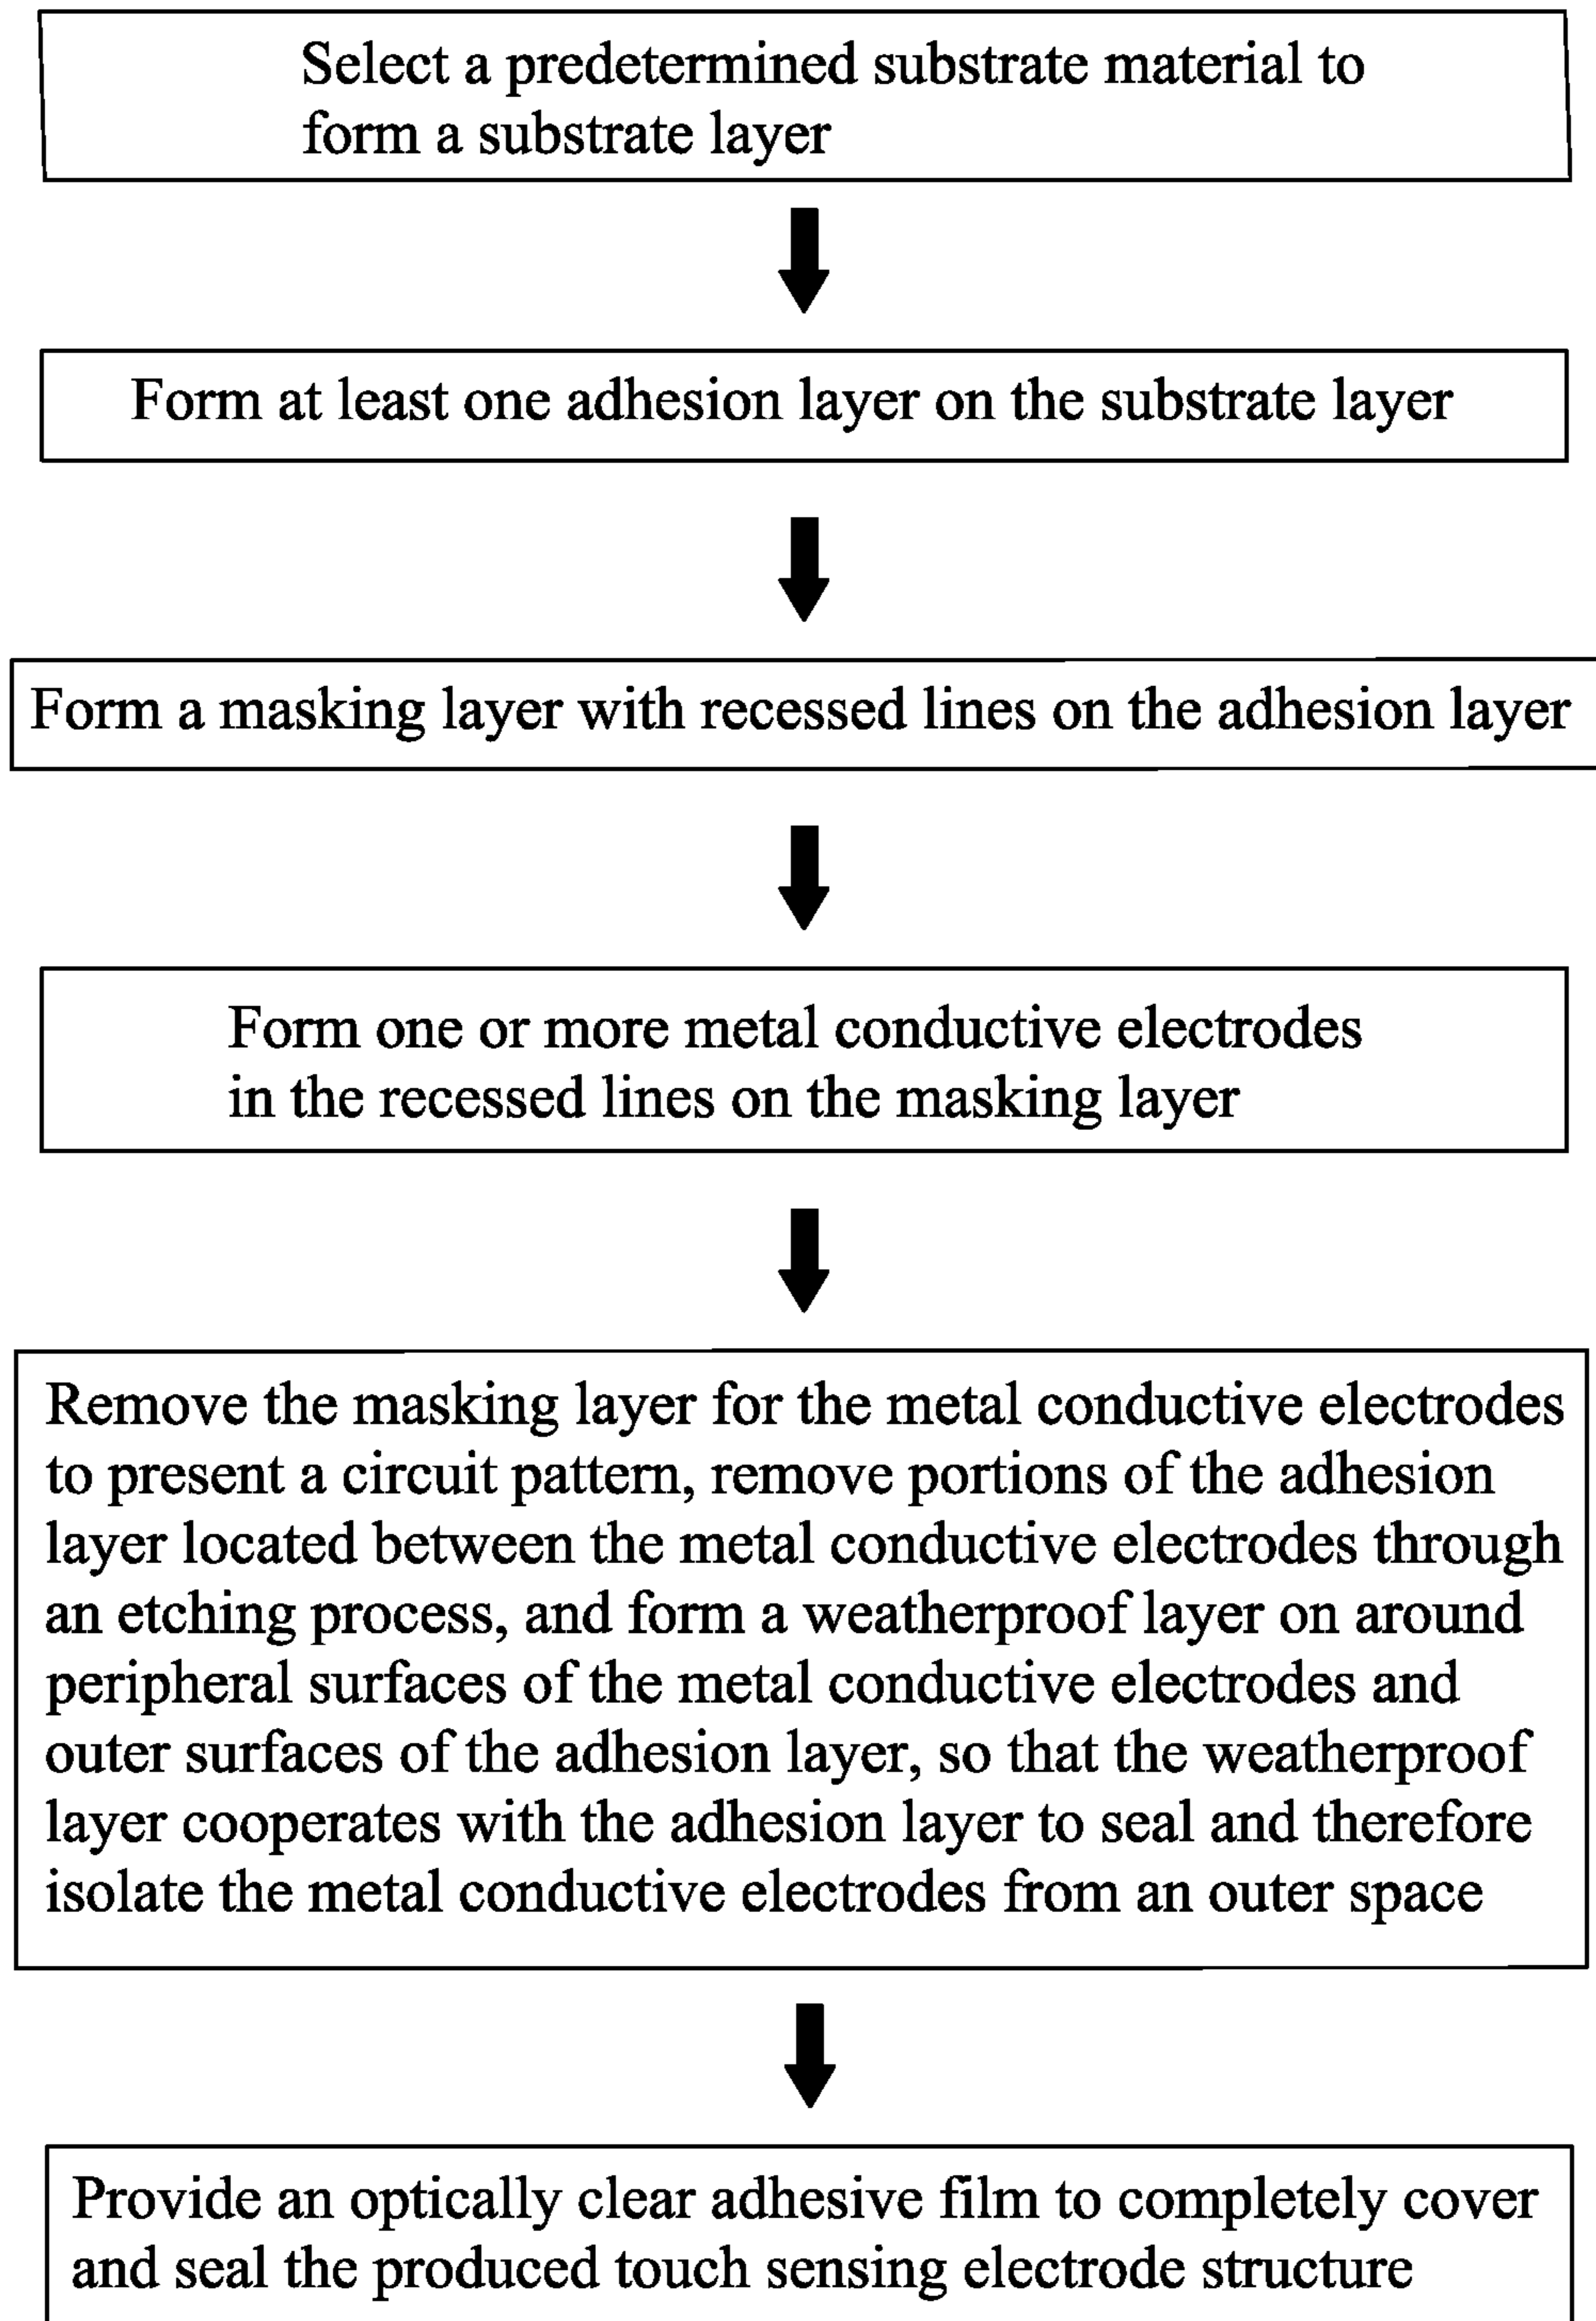 Select a predetermined substrate material to
form a substrate layer
Form at least one adhesion layer on the substrate layer
Form a masking layer with recessed lines on the adhesion layer
Form one or more metal conductive electrodes
in the recessed lines on the masking layer
Remove the masking layer for the metal conductive electrodes
to present a circuit pattern, remove portions of the adhesion
layer located between the metal conductive electrodes through
an etching process, and form a weatherproof layer on around
peripheral surfaces of the metal conductive electrodes and
outer surfaces of the adhesion layer, so that the weatherproof
layer cooperates with the adhesion layer to seal and therefore
isolate the metal conductive electrodes from an outer space
Provide an optically clear adhesive film to completely cover
and seal the produced touch sensing electrode structure